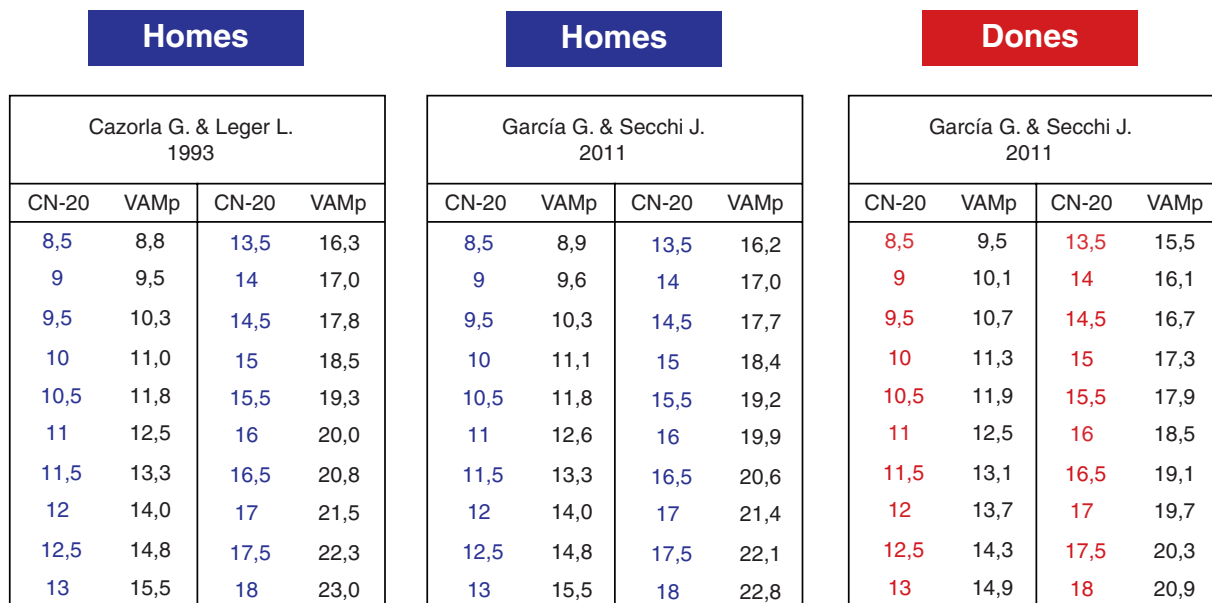 Homes
Cazorla G. & Leger L.
1993
CN-20 VAMp CN-20 VAMp
8,5 8,8 13,5 16,3
9 9,5 14 17,0
9,5 10,3 14,5 17,8
10 11,0 15 18,5
10,5 11,8 15,5 19,3
11 12,5 16 20,0
11,5 13,3 16,5 20,8
12 14,0 17 21,5
12,5 14,8 17,5 22,3
13 15,5 18 23,0
Homes
García G. & Secchi J.
2011
CN-20 VAMp CN-20 VAMp
8,5 8,9 13,5 16,2
9 9,6 14 17,0
9,5 10,3 14,5 17,7
10 11,1 15 18,4
10,5 11,8 15,5 19,2
11 12,6 16 19,9
11,5 13,3 16,5 20,6
12 14,0 17 21,4
12,5 14,8 17,5 22,1
13 15,5 18 22,8
Dones
García G. & Secchi J.
2011
CN-20 VAMp CN-20 VAMp
8,5 9,5 13,5 15,5
9 10,1 14 16,1
9,5 10,7 14,5 16,7
10 11,3 15 17,3
10,5 11,9 15,5 17,9
11 12,5 16 18,5
11,5 13,1 16,5 19,1
12 13,7 17 19,7
12,5 14,3 17,5 20,3
13 14,9 18 20,9